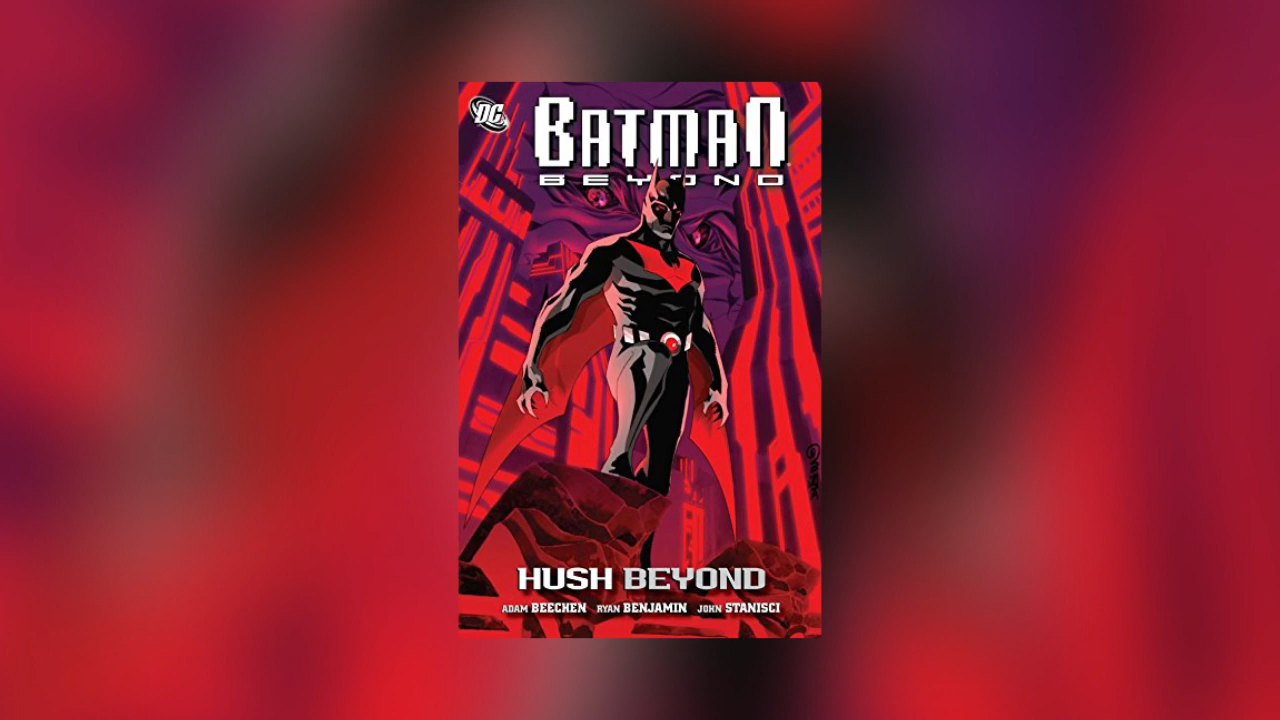 DC
BATMAN
BEYOND
HUSH BEYOND
ADAM BEECHEN RYAN BENJAMIN JOHN STANISCI